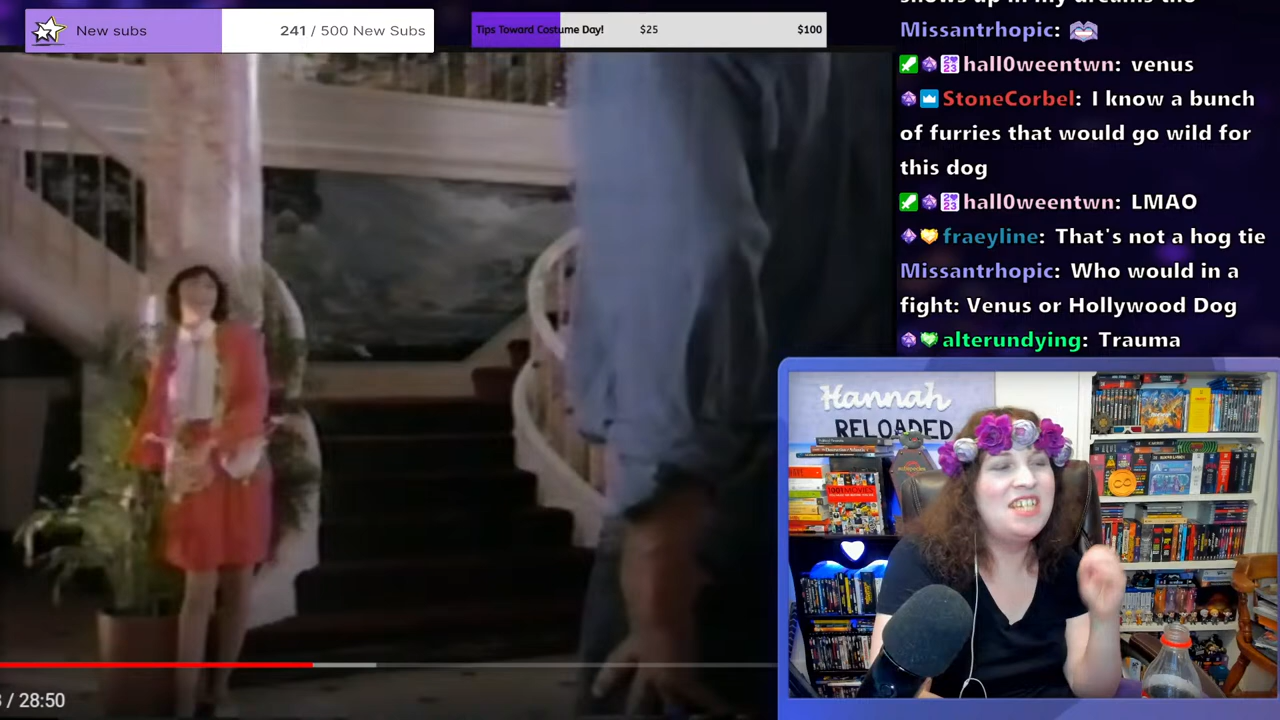 New subs
241 / 500 New Subs
Tips Toward Costume Day!
$25
$100
Missantrhopic:
hall0weentwn: venus
StoneCorbel: I know a bunch
of furries that would go wild for
this dog
hall0weentwn: LMAO
fraeyline: That's not a hog tie
Missantrhopic: Who would in a
fight: Venus or Hollywood Dog
alterundying: Trauma
Hannah
RELOADED
/ 28:50